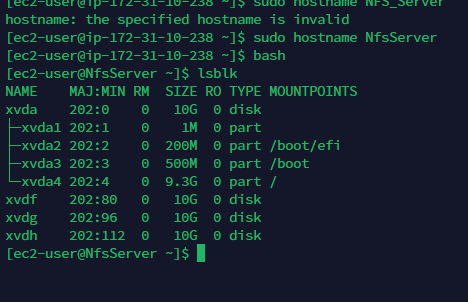 [ec2-user@ip-172-31-10-238 ~]$ sudo hostname NFS_Server
hostname: the specified hostname is invalid
[ec2-user@ip-172-31-10-238 ~]$ sudo hostname NfsServer
[ec2-user@ip-172-31-10-238 ~]$ bash
[ec2-user@NfsServer ~]$ lsblk
NAME    MAJ:MIN RM  SIZE RO TYPE MOUNTPOINTS
xvda    202:0    0   10G  0 disk
├─xvda1 202:1    0    1M  0 part
├─xvda2 202:2    0  200M  0 part /boot/efi
├─xvda3 202:3    0  500M  0 part /boot
└─xvda4 202:4    0  9.3G  0 part /
xvdf    202:80   0   10G  0 disk
xvdg    202:96   0   10G  0 disk
xvdh    202:112  0   10G  0 disk
[ec2-user@NfsServer ~]$